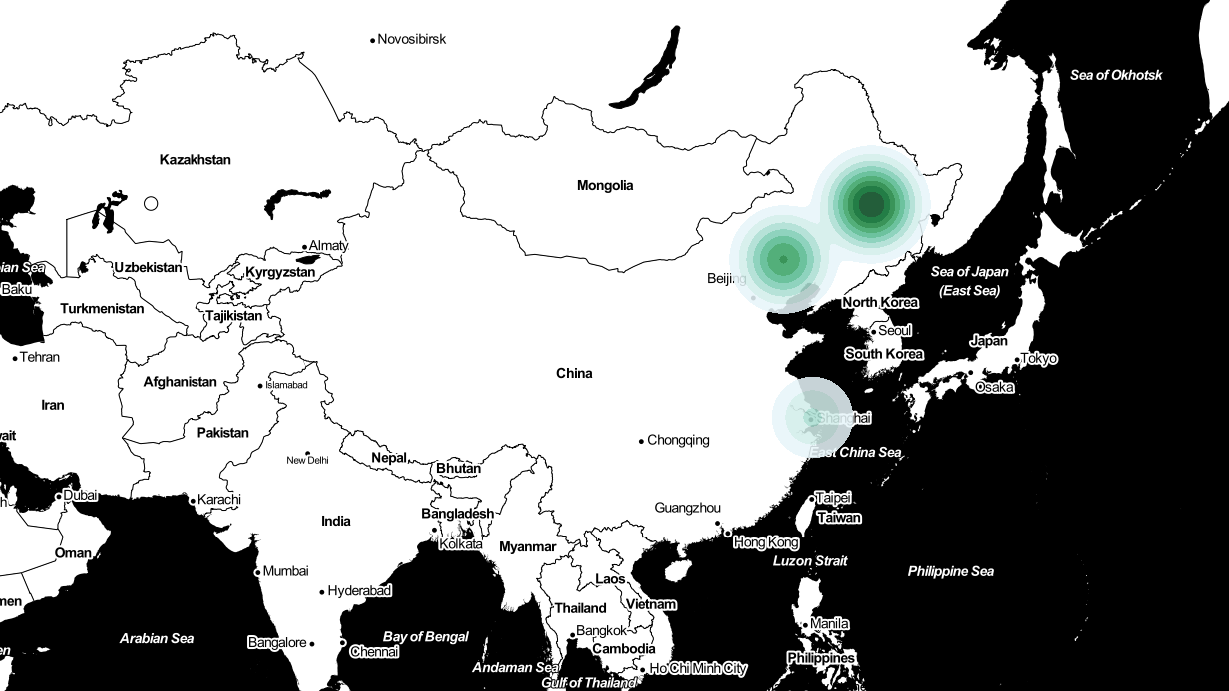 Novosibirsk
Sea of Okhotsk
Kazakhstan
Mongolia
Almaty
Uzbekistan
ian Sea
Kyrgyzstan
Sea of Japan
(East Sea)
Beijing
Baku
Turkmenistan
Tajikistan
North Korea
Seoul
Japan
South Korea
Tehran
Tokyo
China
Afghanistan
Islamabad
Osaka
Iran
Shanghai
Pakistan
ait
Chongqing
East China Sea
Nepal
New Delhi
Bhutan
Dubai
h
Karachi
Taipei
Guangzhou
Bangladesh
Taiwan
India
Kolkata
Hong Kong
Myanmar
Oman
Luzon Strait
Mumbai
Philippine Sea
Laos
Hyderabad
men
Vietnam
Thailand
Manila
Bangkok
Arabian Sea
Bay of Bengal
Bangalore
Chennai
Cambodia
en
Philippines
Andaman Sea
Ho Chi Minh City
Gulf of Thailand